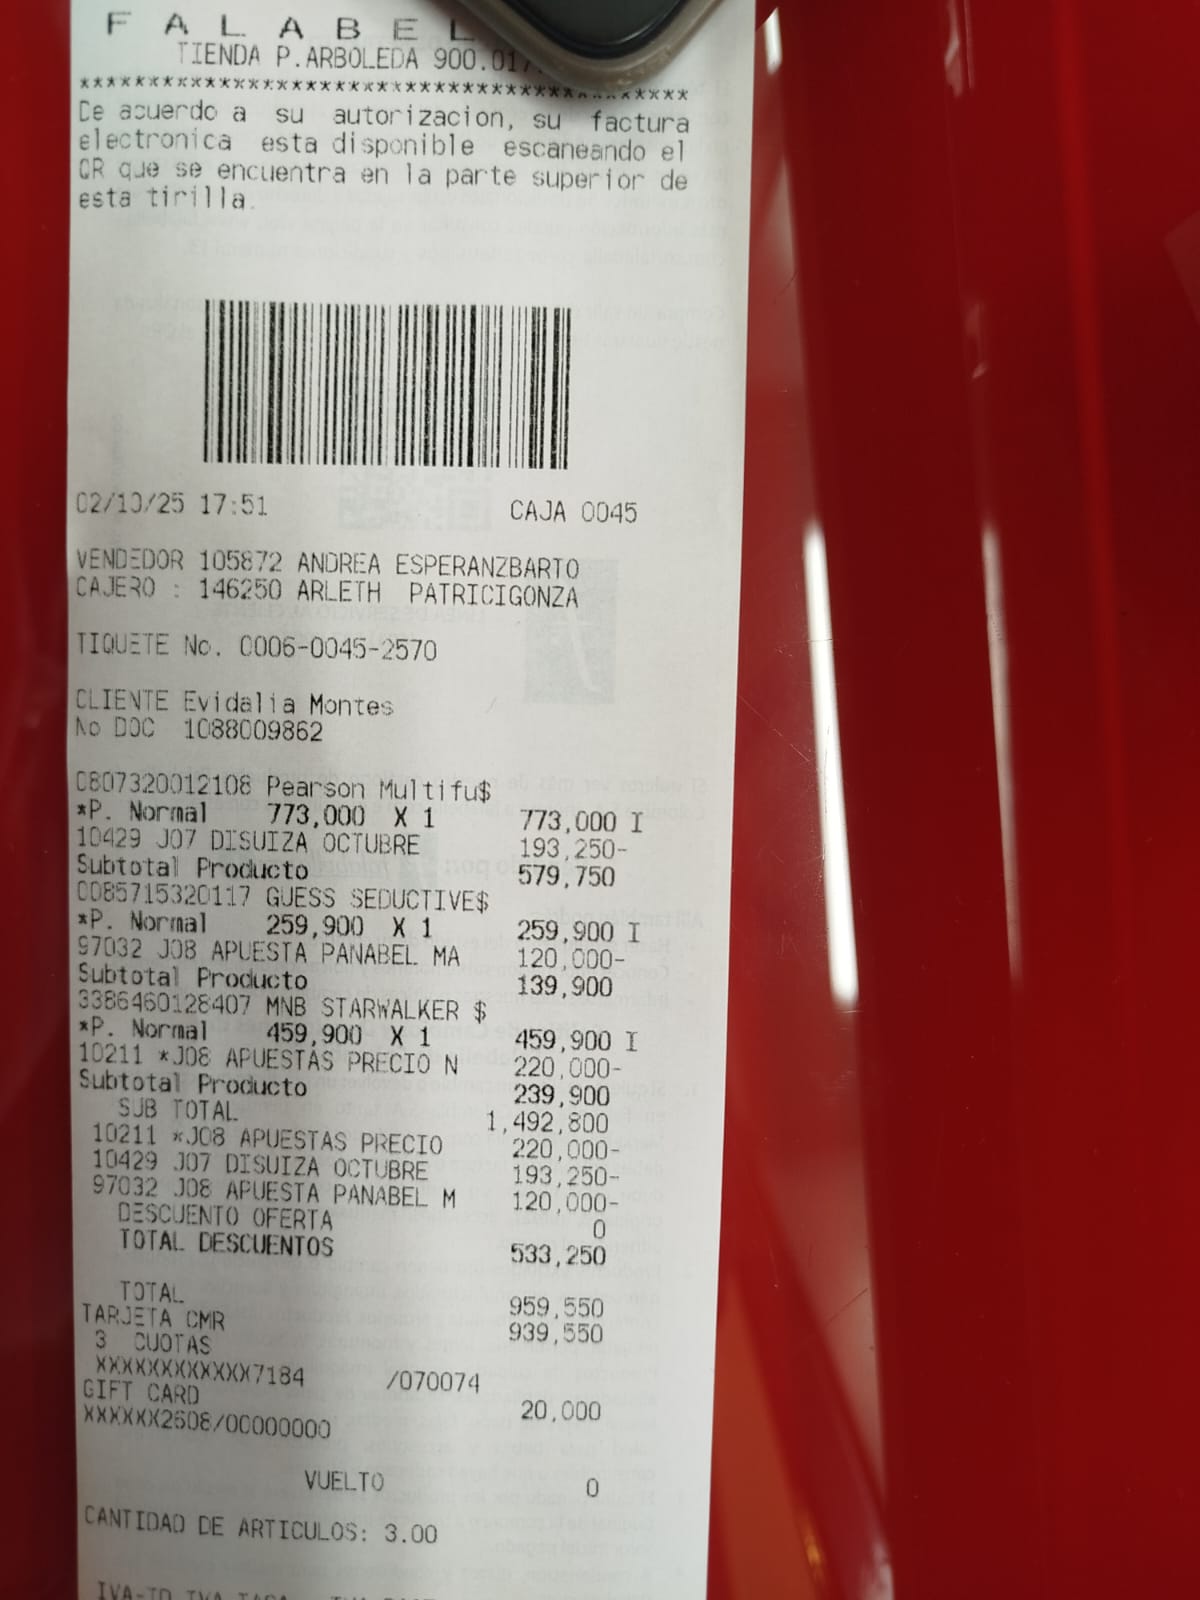 F A L A B E L
TIENDA P.ARBOLEDA 900.017.
************************************************
De acuerdo a su autorizacion, su factura
electronica esta disponible escaneando el
QR que se encuentra en la parte superior de
esta tirilla.
02/10/25 17:51 CAJA 0045
VENDEDOR 105872 ANDREA ESPERANZBARTO
CAJERO : 146250 ARLETH PATRICIGONZA
TIQUETE No. 0006-0045-2570
CLIENTE Evidalia Montes
No DOC 1088009862
0807320012108 Pearson Multifu$
*P. Normal 773,000 X 1 773,000 I
10429 J07 DISUIZA OCTUBRE 193,250-
Subtotal Producto 579,750
0085715320117 GUESS SEDUCTIVE$
*P. Normal 259,900 X 1 259,900 I
97032 J08 APUESTA PANABEL MA 120,000-
Subtotal Producto 139,900
3386460128407 MNB STARWALKER $
*P. Normal 459,900 X 1 459,900 I
10211 *J08 APUESTAS PRECIO N 220,000-
Subtotal Producto 239,900
SUB TOTAL 1,492,800
10211 *J08 APUESTAS PRECIO 220,000-
10429 J07 DISUIZA OCTUBRE 193,250-
97032 J08 APUESTA PANABEL M 120,000-
DESCUENTO OFERTA 0
TOTAL DESCUENTOS 533,250
TOTAL 959,550
TARJETA CMR 939,550
3 CUOTAS
XXXXXXXXXXXX7184 /070074
GIFT CARD 20,000
XXXXXX2608/00000000
VUELTO 0
CANTIDAD DE ARTICULOS: 3.00